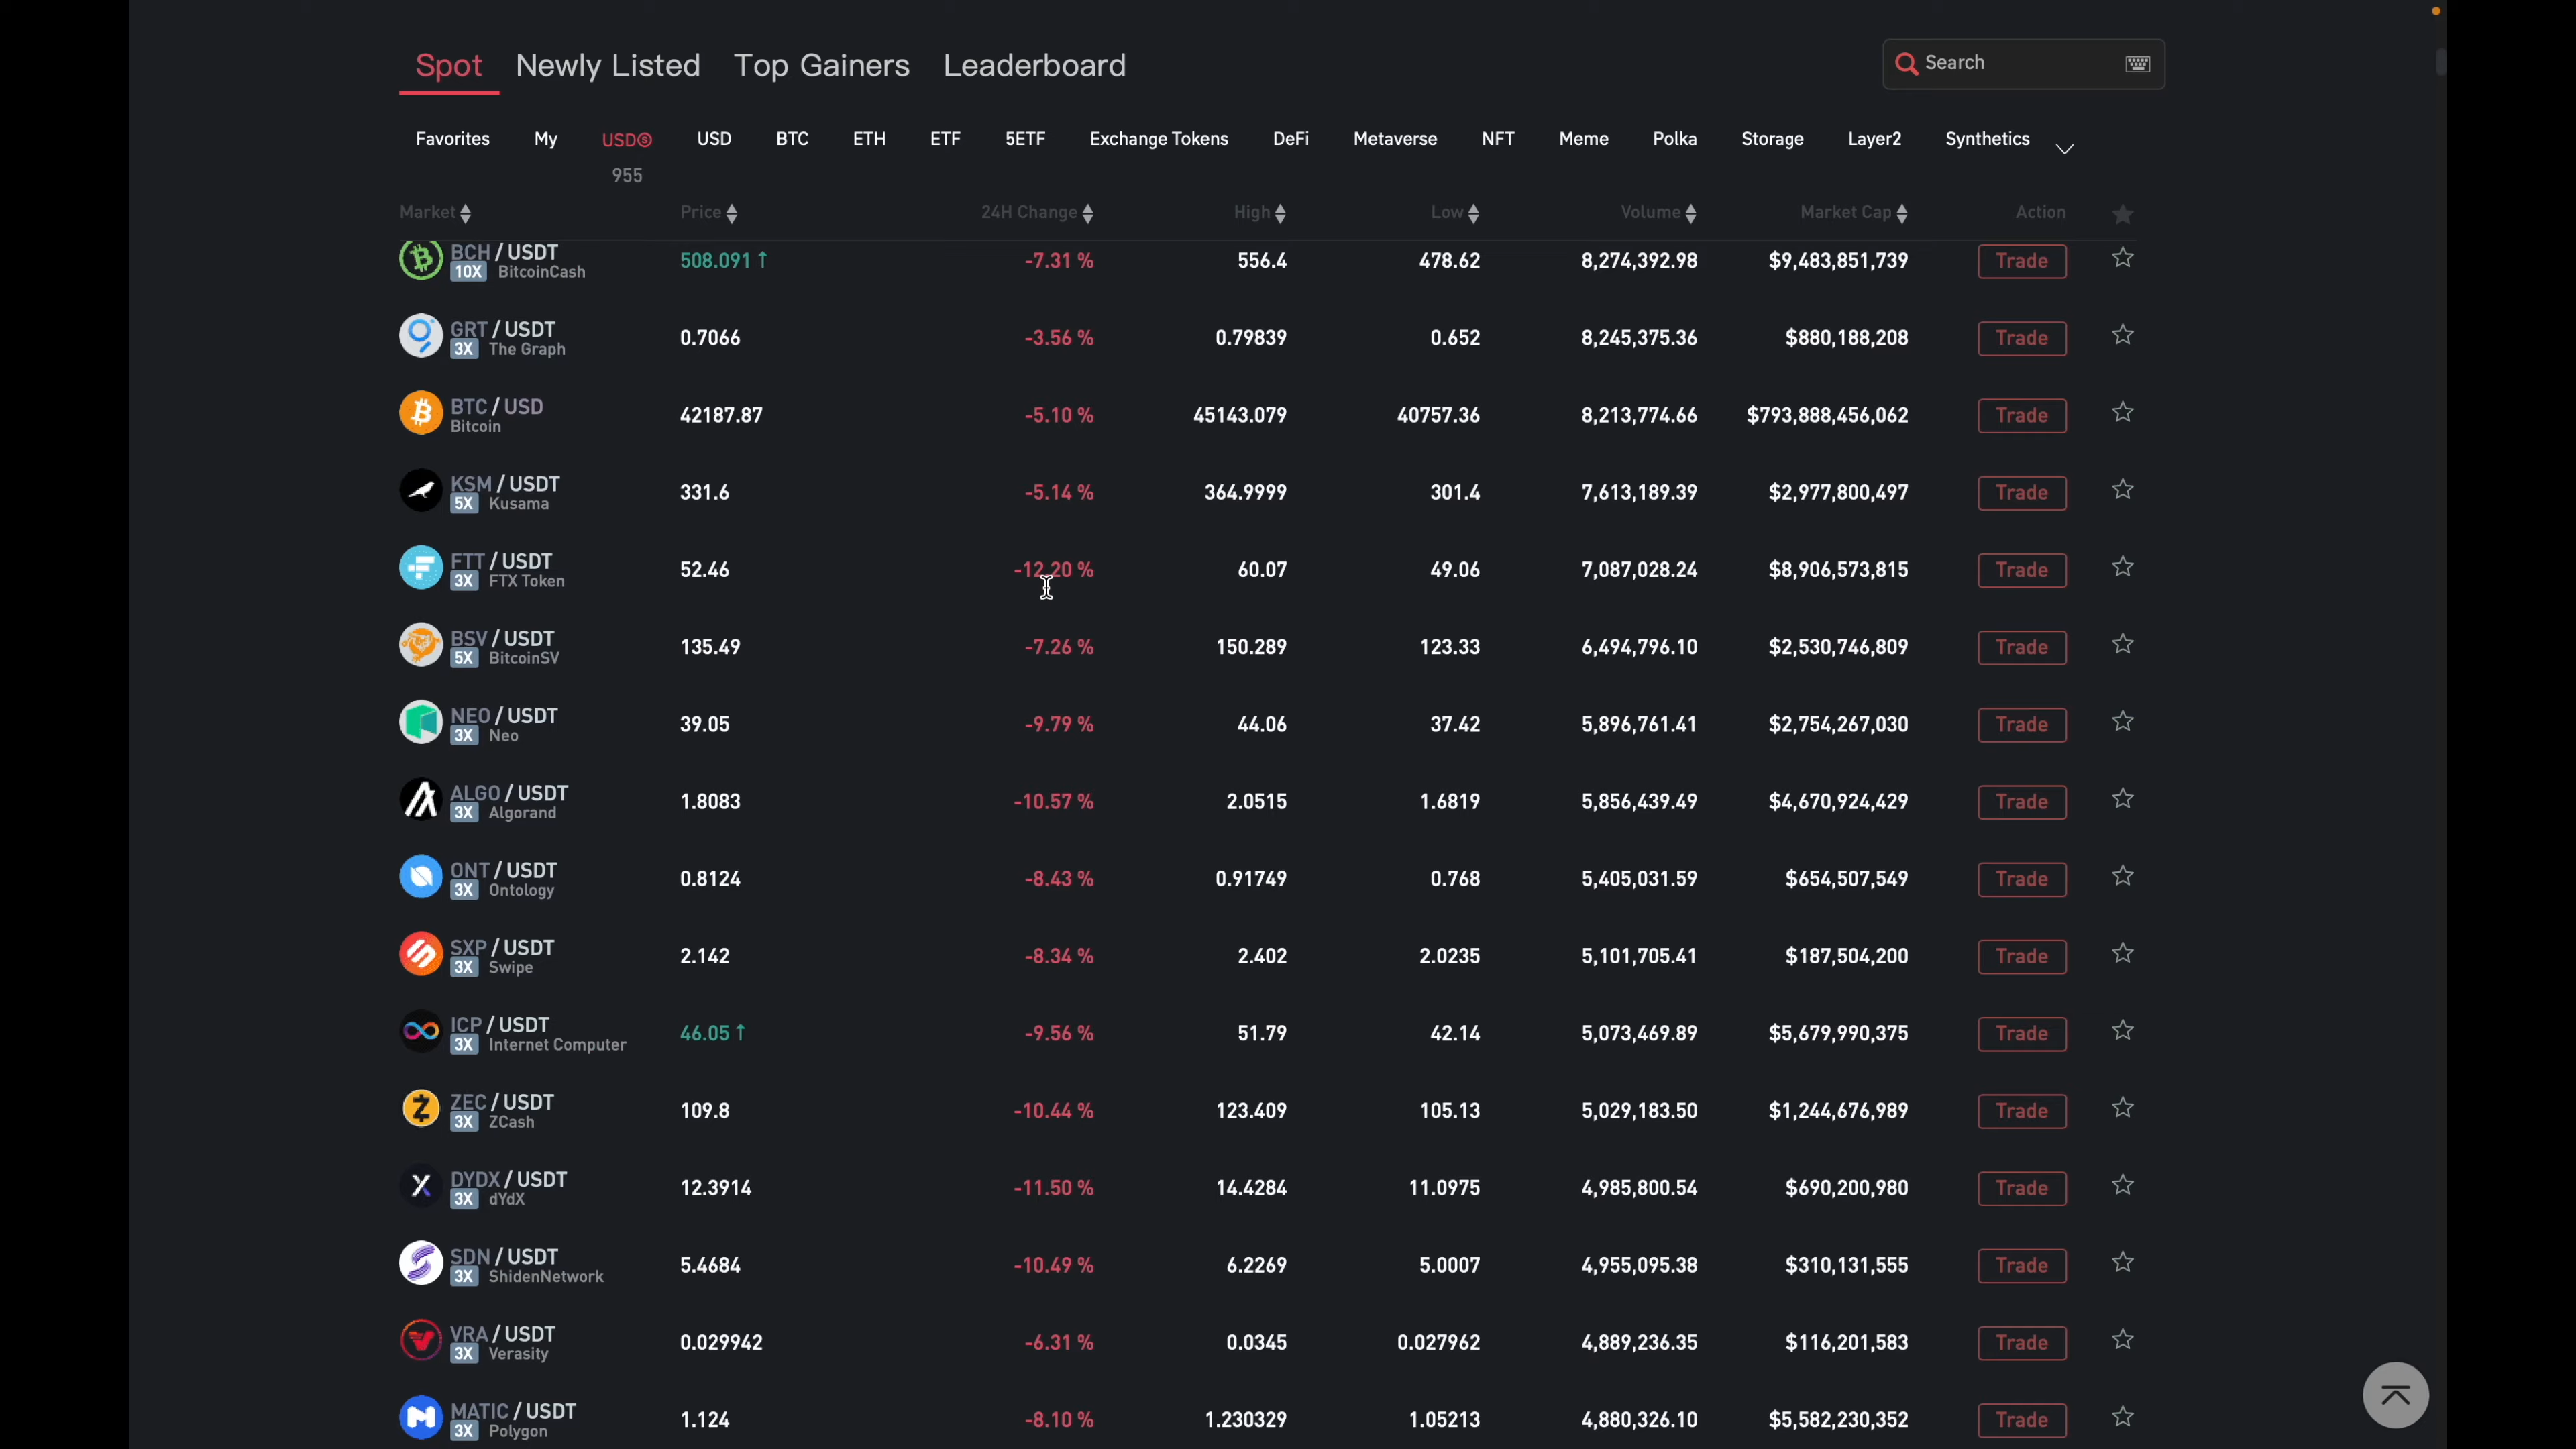 Spot Newly Listed Top Gainers Leaderboard Search
Favorites My USDⓢ USD BTC ETH ETF 5ETF Exchange Tokens DeFi Metaverse NFT Meme Polka Storage Layer2 Synthetics
955
Market Price 24H Change High Low Volume Market Cap Action
BCH / USDT 508.091↑ -7.31 % 556.4 478.62 8,274,392.98 $9,483,851,739 Trade
10X BitcoinCash
GRT / USDT 0.7066 -3.56 % 0.79839 0.652 8,245,375.36 $880,188,208 Trade
3X The Graph
BTC / USD 42187.87 -5.10 % 45143.079 40757.36 8,213,774.66 $793,888,456,062 Trade
Bitcoin
KSM / USDT 331.6 -5.14 % 364.9999 301.4 7,613,189.39 $2,977,800,497 Trade
5X Kusama
FTT / USDT 52.46 -12.20 % 60.07 49.06 7,087,028.24 $8,906,573,815 Trade
3X FTX Token
BSV / USDT 135.49 -7.26 % 150.289 123.33 6,494,796.10 $2,530,746,809 Trade
5X BitcoinSV
NEO / USDT 39.05 -9.79 % 44.06 37.42 5,896,761.41 $2,754,267,030 Trade
3X Neo
ALGO / USDT 1.8083 -10.57 % 2.0515 1.6819 5,856,439.49 $4,670,924,429 Trade
3X Algorand
ONT / USDT 0.8124 -8.43 % 0.91749 0.768 5,405,031.59 $654,507,549 Trade
3X Ontology
SXP / USDT 2.142 -8.34 % 2.402 2.0235 5,101,705.41 $187,504,200 Trade
3X Swipe
ICP / USDT 46.05↑ -9.56 % 51.79 42.14 5,073,469.89 $5,679,990,375 Trade
3X Internet Computer
ZEC / USDT 109.8 -10.44 % 123.409 105.13 5,029,183.50 $1,244,676,989 Trade
3X ZCash
DYDX / USDT 12.3914 -11.50 % 14.4284 11.0975 4,985,800.54 $690,200,980 Trade
3X dYdX
SDN / USDT 5.4684 -10.49 % 6.2269 5.0007 4,955,095.38 $310,131,555 Trade
3X ShidenNetwork
VRA / USDT 0.029942 -6.31 % 0.0345 0.027962 4,889,236.35 $116,201,583 Trade
3X Verasity
MATIC / USDT 1.124 -8.10 % 1.230329 1.05213 4,880,326.10 $5,582,230,352 Trade
3X Polygon